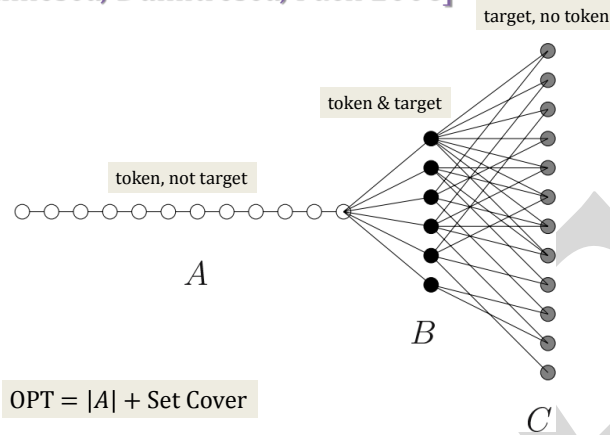 target, no token
token & target
token, not target
A
B
OPT = |A| + Set Cover
C